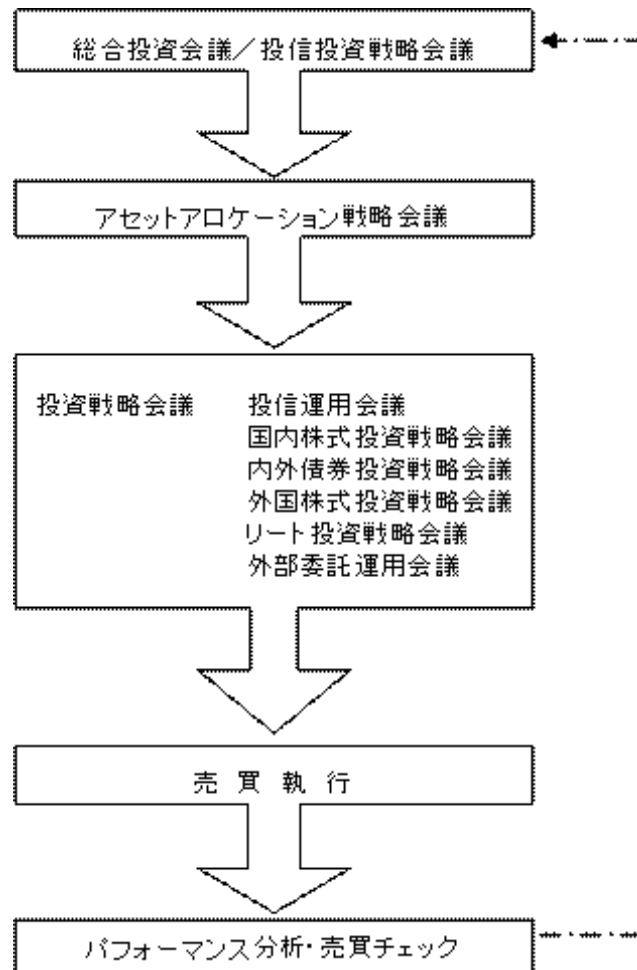 総合投資会議／投信投資戦略会議
アセットアロケーション戦略会議
投資戦略会議 投信運用会議
国内株式投資戦略会議
内外債券投資戦略会議
外国株式投資戦略会議
リート投資戦略会議
外部委託運用会議
売買執行
パフォーマンス分析・売買チェック